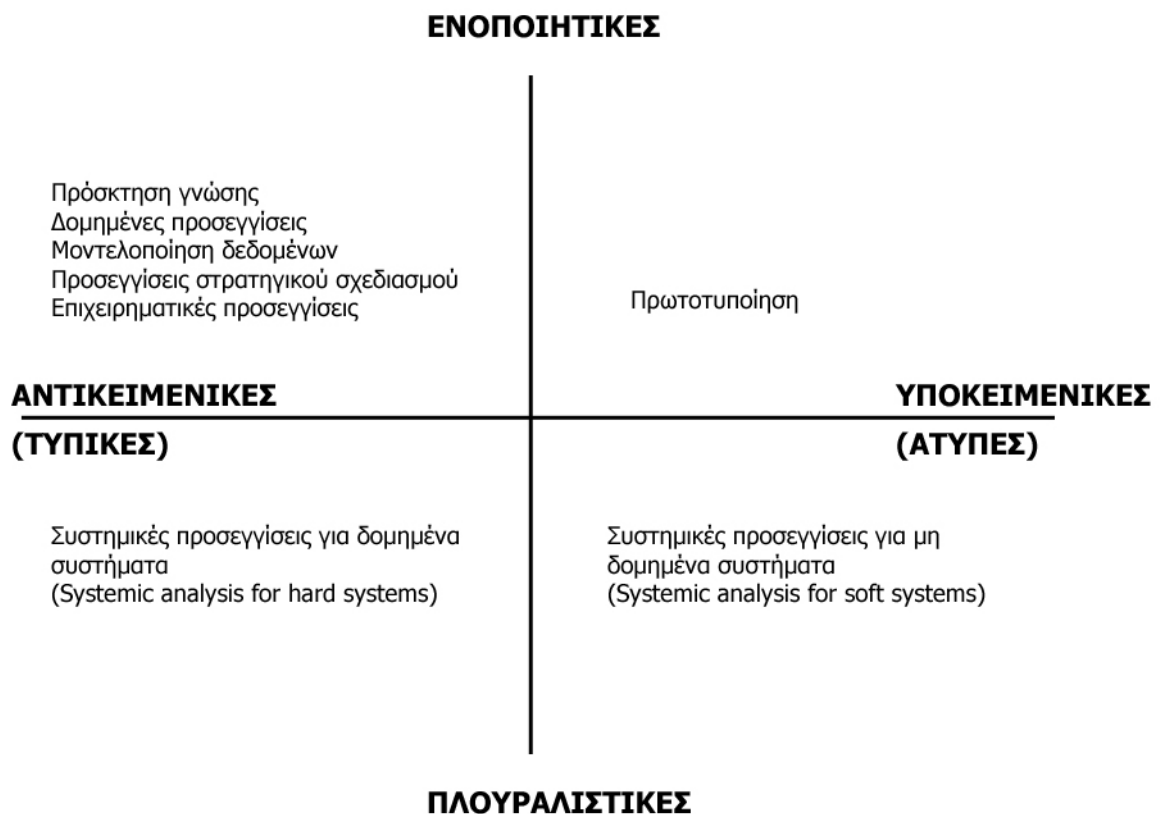 ΕΝΟΠΟΙΗΤΙΚΕΣ
Πρόσκτηση γνώσης
Δομημένες προσεγγίσεις
Μοντελοποίηση δεδομένων
Προσεγγίσεις στρατηγικού σχεδιασμού
Επιχειρηματικές προσεγγίσεις
Πρωτοτυποίηση
ΑΝΤΙΚΕΙΜΕΝΙΚΕΣ
(ΤΥΠΙΚΕΣ)
ΥΠΟΚΕΙΜΕΝΙΚΕΣ
(ΑΤΥΠΕΣ)
Συστημικές προσεγγίσεις για δομημένα
συστήματα
(Systemic analysis for hard systems)
Συστημικές προσεγγίσεις για μη
δομημένα συστήματα
(Systemic analysis for soft systems)
ΠΛΟΥΡΑΛΙΣΤΙΚΕΣ